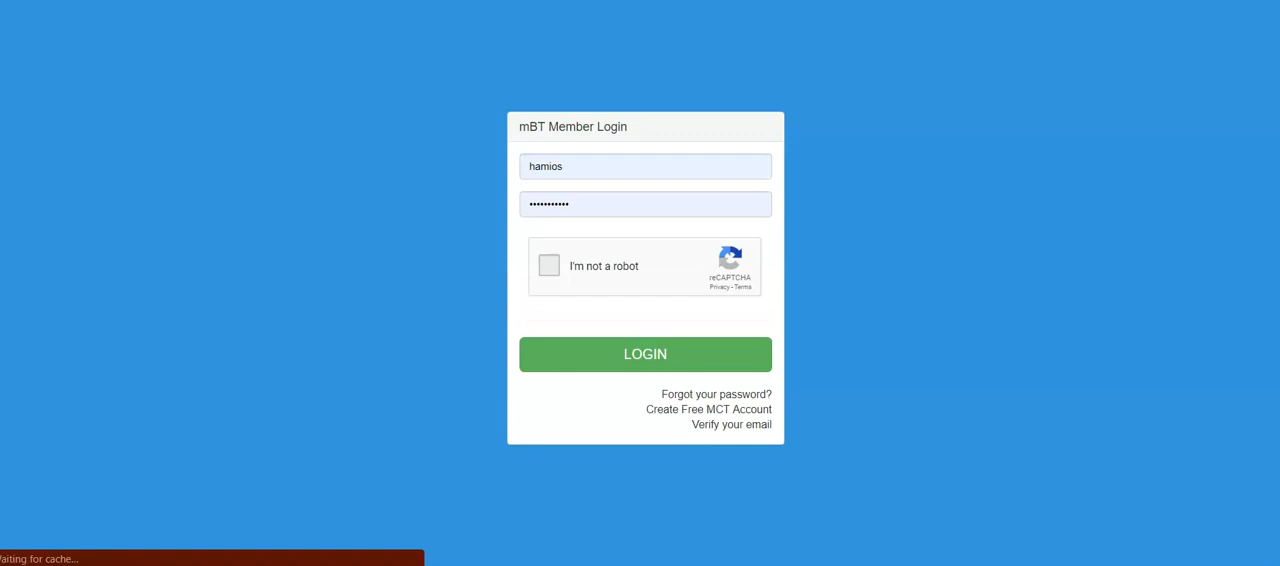 mBT Member Login
hamios
•••••••••••
I'm not a robot
reCAPTCHA
Privacy - Terms
LOGIN
Forgot your password?
Create Free MCT Account
Verify your email
aiting for cache...